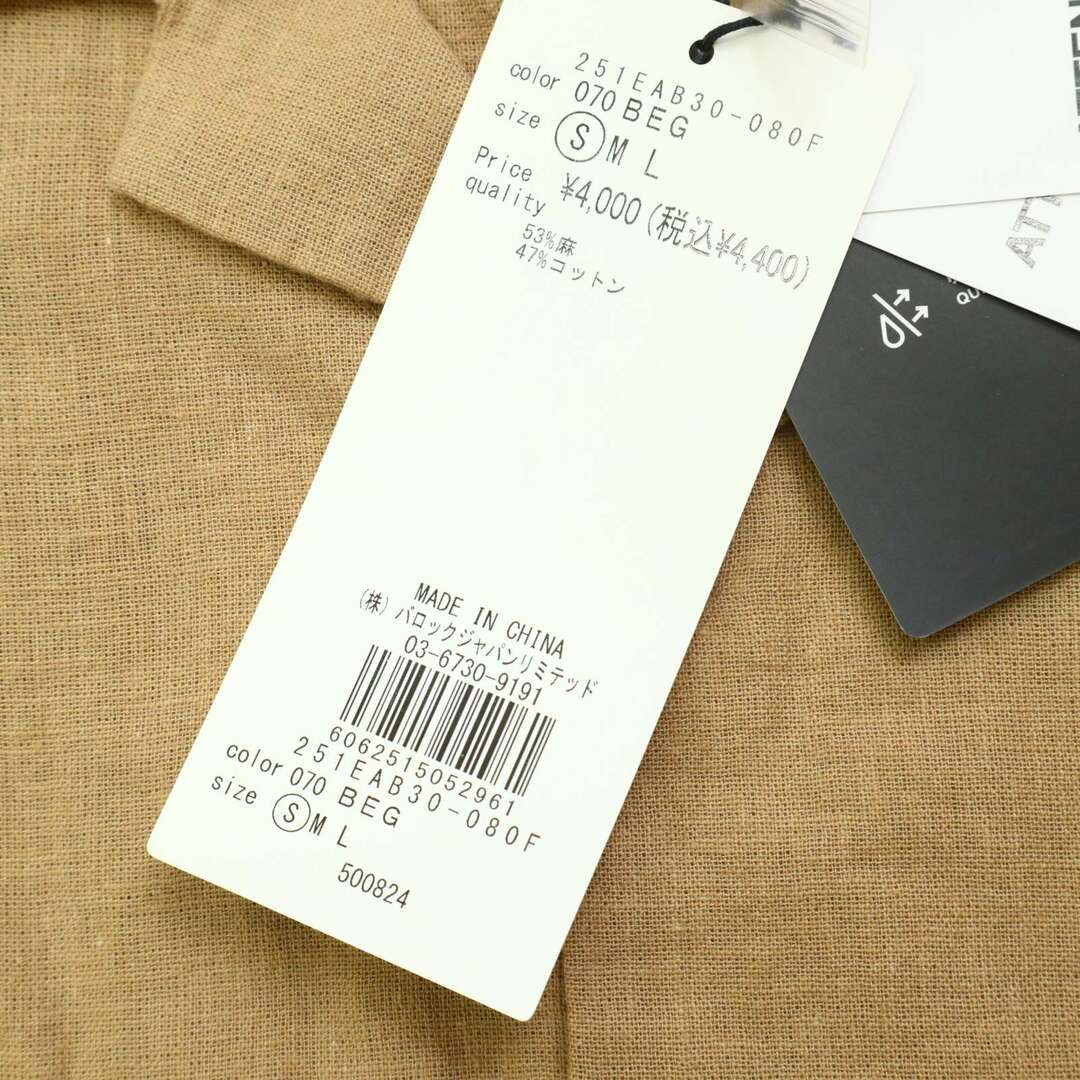 251EAB30-080F
color 070 BEG
size Ⓢ M L
Price ¥4,000(税込¥4,400)
quality
53%麻
47%コットン
MADE IN CHINA
(株)バロックジャパンリミテッド
03-6730-9191
6062515052961
251EAB30-080F
color 070 BEG
size Ⓢ M L
500824